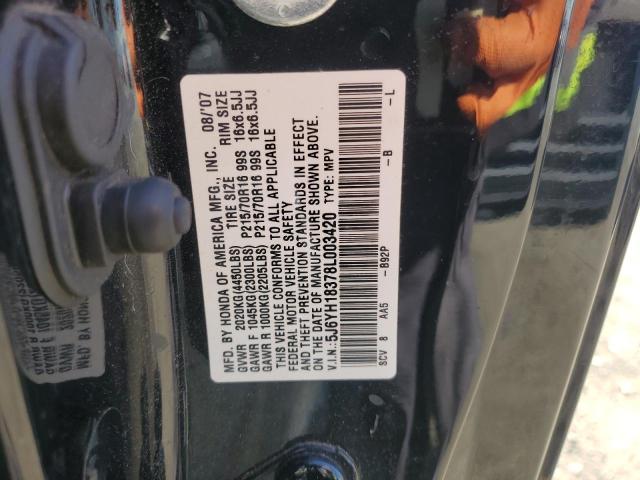 MFD. BY HONDA OF AMERICA MFG., INC. 08/'07
TIRE SIZE RIM SIZE
GVWR 2020KG(4450LBS)
GAWR F 1045KG(2300LBS) P215/70R16 99S 16x6.5JJ
GAWR R 1000KG(2205LBS) P215/70R16 99S 16x6.5JJ
THIS VEHICLE CONFORMS TO ALL APPLICABLE
FEDERAL MOTOR VEHICLE SAFETY
AND THEFT PREVENTION STANDARDS IN EFFECT
ON THE DATE OF MANUFACTURE SHOWN ABOVE.
V.I.N.:5J6YH18378L003420 TYPE: MPV
SCV 8 AA5 -B92P -B -L